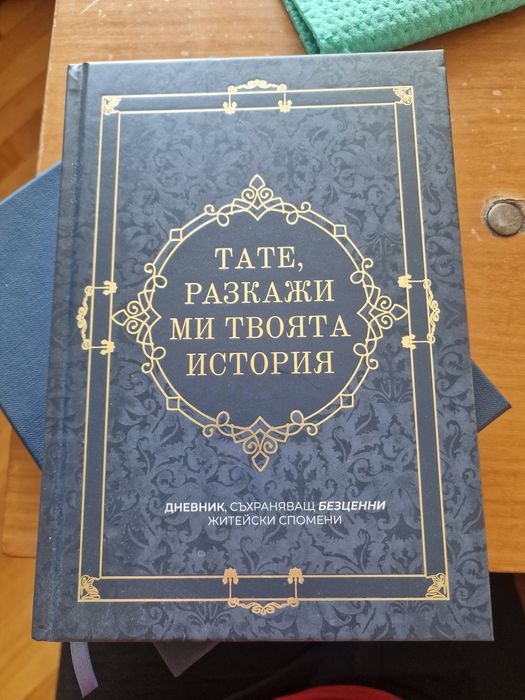 ТАТЕ,
РАЗКАЖИ
МИ ТВОЯТА
ИСТОРИЯ
ДНЕВНИК, СЪХРАНЯВАЩ БЕЗЦЕННИ
ЖИТЕЙСКИ СПОМЕНИ